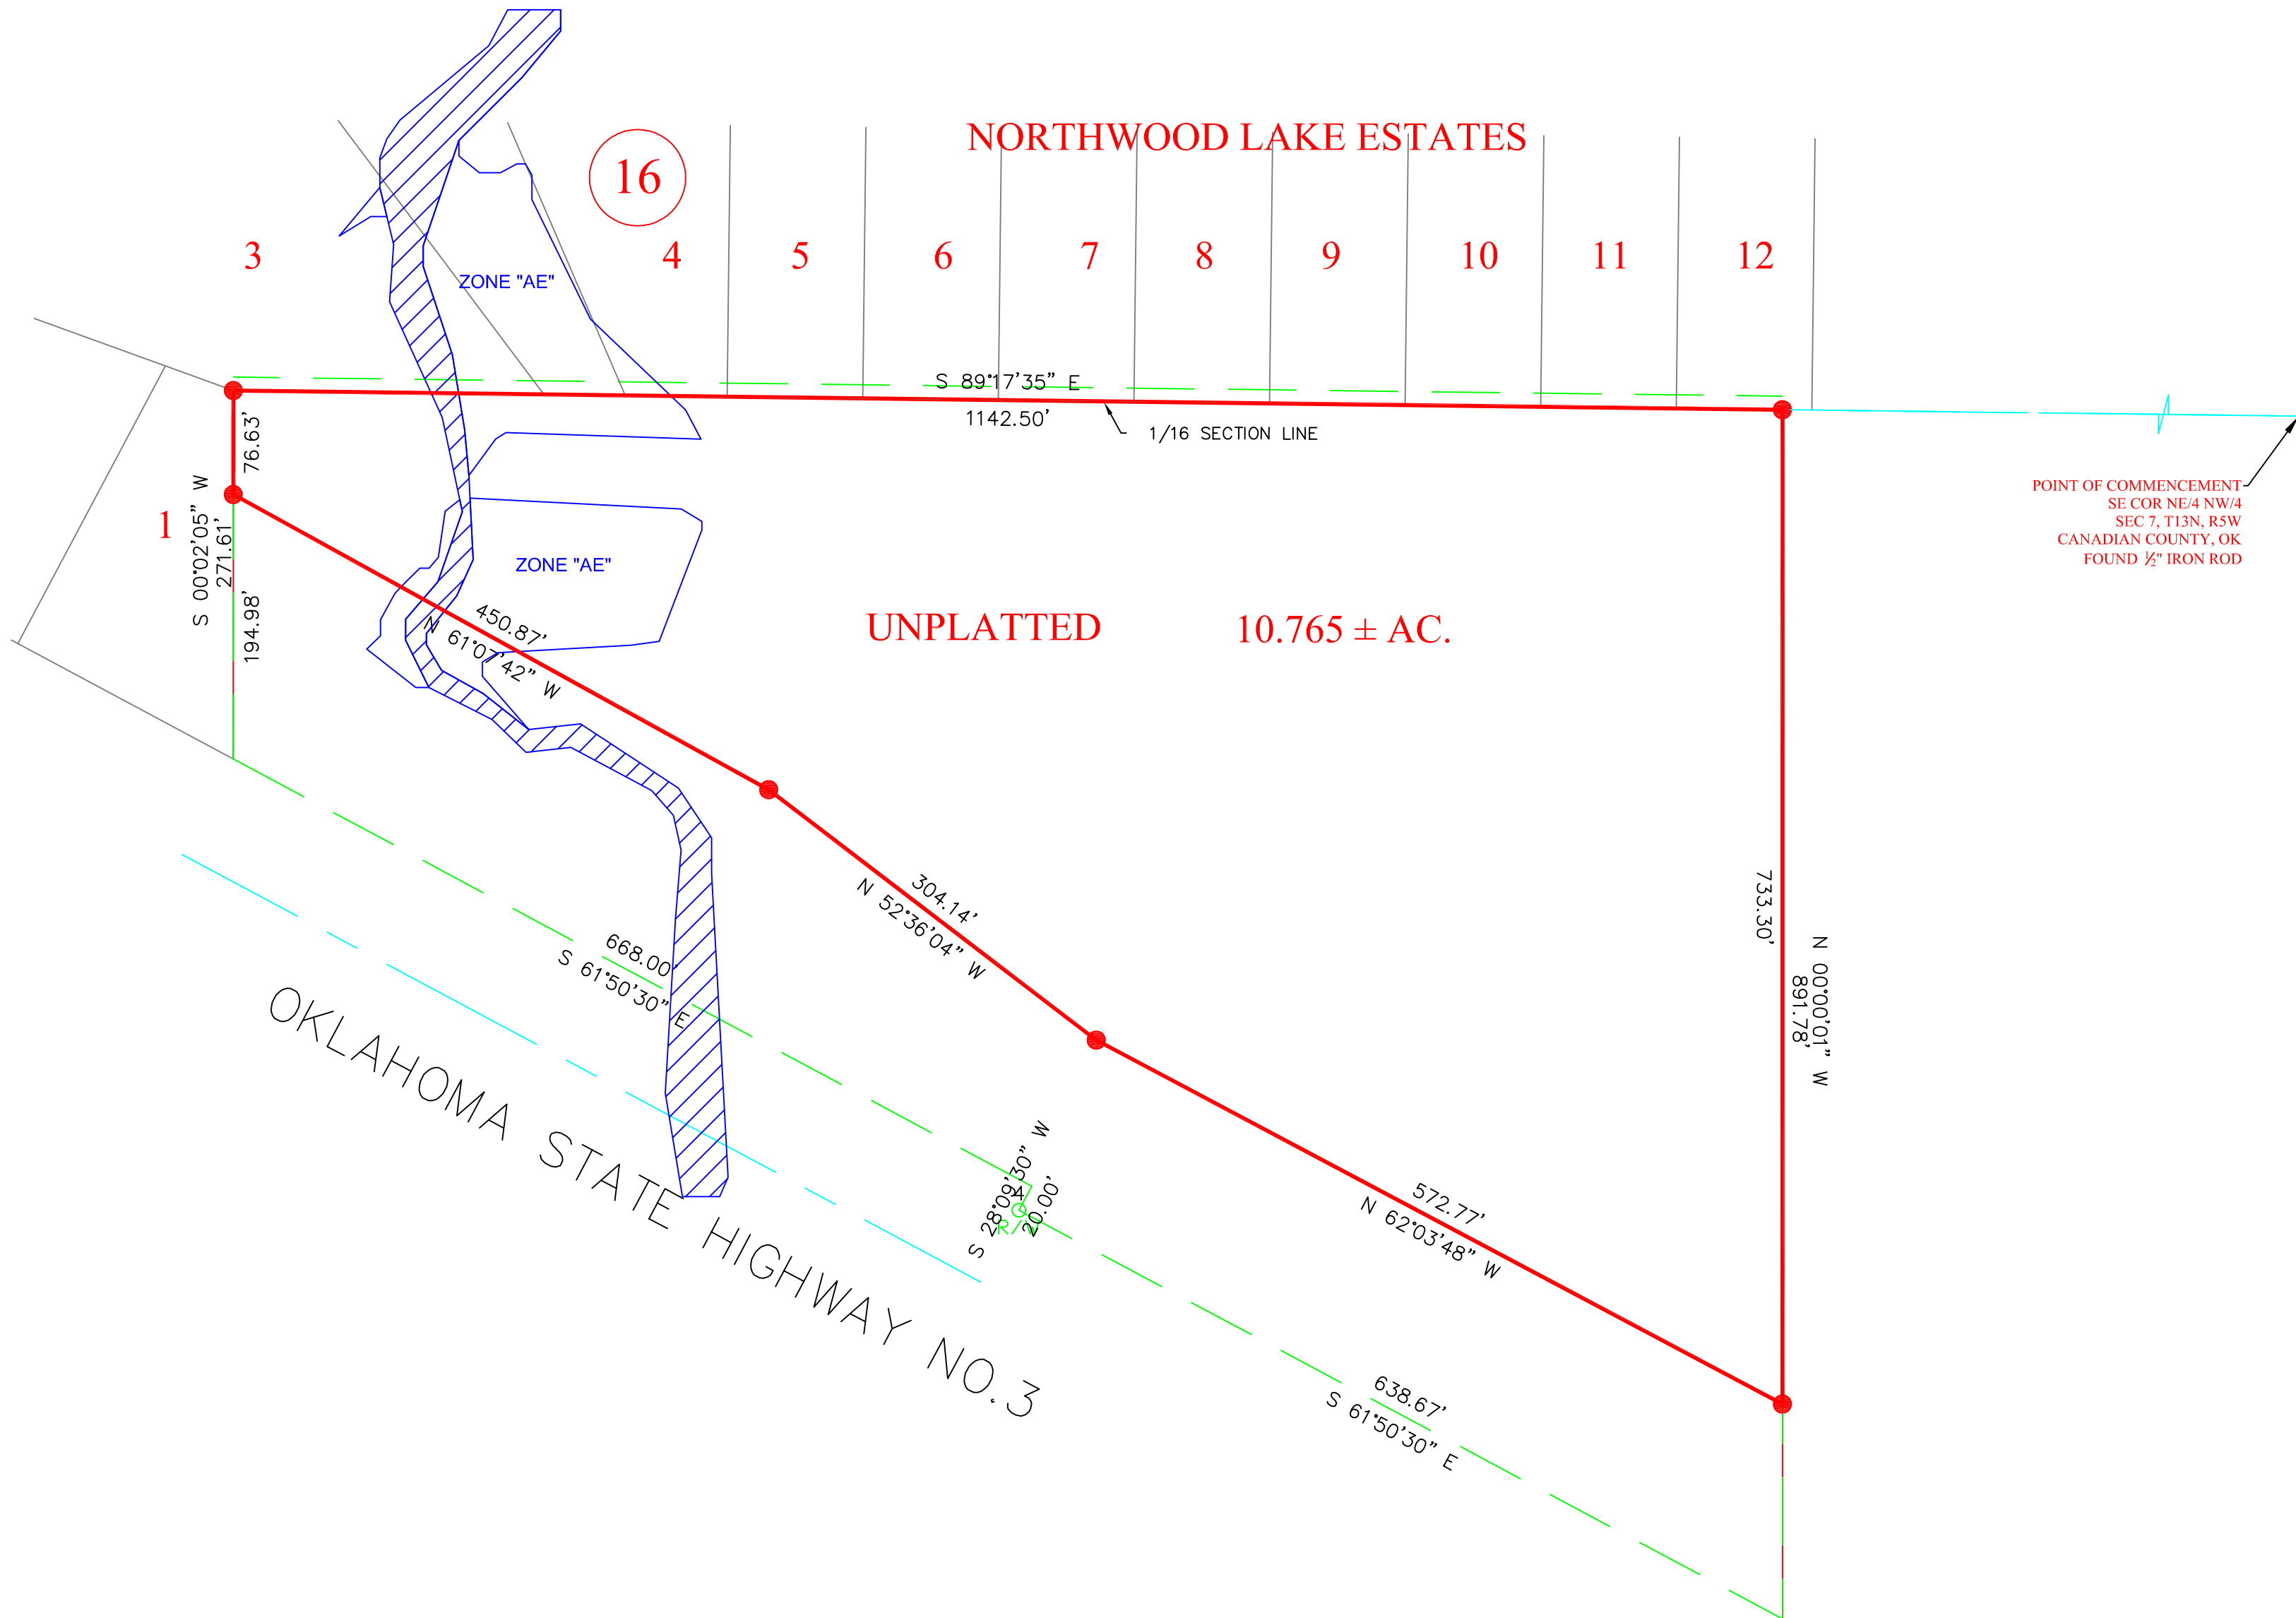 NORTHWOOD LAKE ESTATES
16
3
4
5
6
7
8
9
10
11
12
ZONE "AE"
S 89°17'35" E
1142.50'
1/16 SECTION LINE
76.63'
S 00°02'05" W
271.61'
194.98'
1
POINT OF COMMENCEMENT
SE COR NE/4 NW/4
SEC 7, T13N, R5W
CANADIAN COUNTY, OK
FOUND ½" IRON ROD
ZONE "AE"
UNPLATTED
10.765 ± AC.
450.87'
N 61°07'42" W
304.14'
N 52°36'04" W
733.30'
N 00°00'01" W
891.78'
668.00'
S 61°50'30" E
OKLAHOMA STATE HIGHWAY NO.3
S 28°09'30" W
20.00'
94
R/W
572.77'
N 62°03'48" W
638.67'
S 61°50'30" E